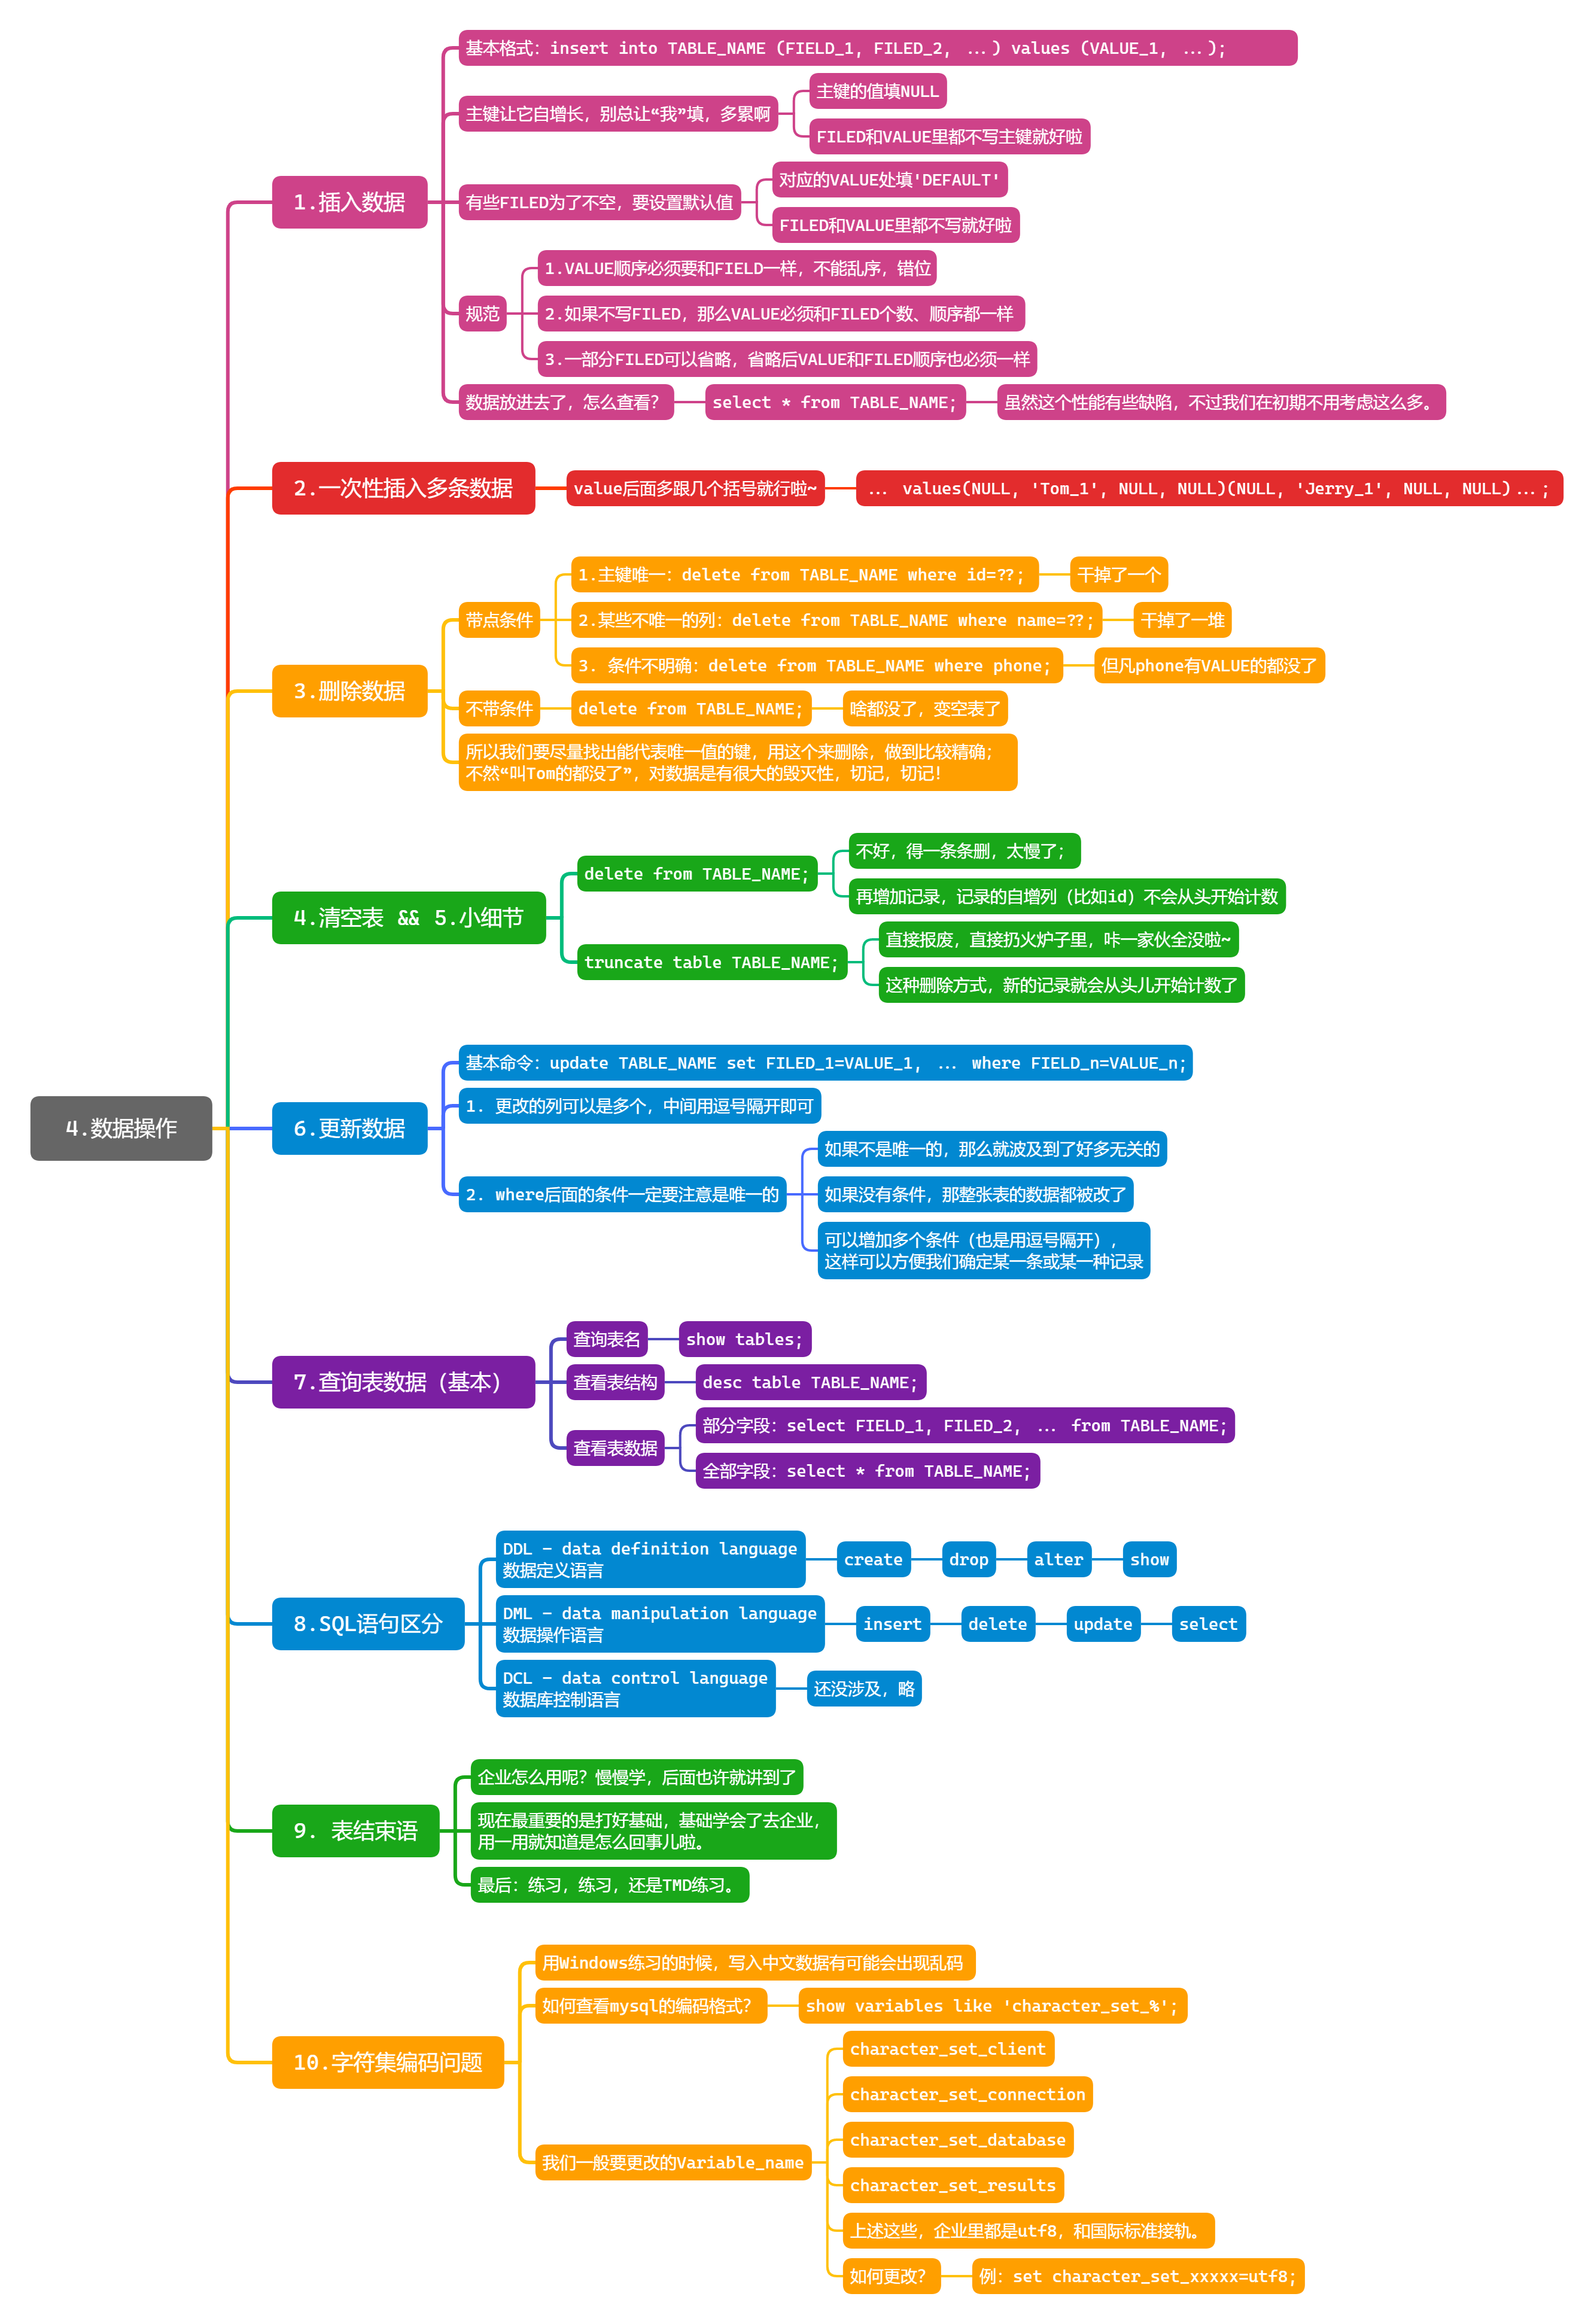 4.数据操作
1.插入数据
基本格式：insert into TABLE_NAME (FIELD_1, FILED_2, ...) values (VALUE_1, ...);
主键让它自增长，别总让“我”填，多累啊
主键的值填NULL
FILED和VALUE里都不写主键就好啦
有些FILED为了不空，要设置默认值
对应的VALUE处填'DEFAULT'
FILED和VALUE里都不写就好啦
规范
1.VALUE顺序必须要和FIELD一样，不能乱序，错位
2.如果不写FILED，那么VALUE必须和FILED个数、顺序都一样
3.一部分FILED可以省略，省略后VALUE和FILED顺序也必须一样
数据放进去了，怎么查看？
select * from TABLE_NAME;
虽然这个性能有些缺陷，不过我们在初期不用考虑这么多。
2.一次性插入多条数据
value后面多跟几个括号就行啦~
... values(NULL, 'Tom_1', NULL, NULL)(NULL, 'Jerry_1', NULL, NULL)...;
3.删除数据
带点条件
1.主键唯一：delete from TABLE_NAME where id=??;
干掉了一个
2.某些不唯一的列：delete from TABLE_NAME where name=??;
干掉了一堆
3. 条件不明确：delete from TABLE_NAME where phone;
但凡phone有VALUE的都没了
不带条件
delete from TABLE_NAME;
啥都没了，变空表了
所以我们要尽量找出能代表唯一值的键，用这个来删除，做到比较精确；
不然“叫Tom的都没了”，对数据是有很大的毁灭性，切记，切记！
4.清空表 && 5.小细节
delete from TABLE_NAME;
不好，得一条条删，太慢了；
再增加记录，记录的自增列（比如id）不会从头开始计数
truncate table TABLE_NAME;
直接报废，直接扔火炉子里，咔一家伙全没啦~
这种删除方式，新的记录就会从头儿开始计数了
6.更新数据
基本命令：update TABLE_NAME set FILED_1=VALUE_1, ... where FIELD_n=VALUE_n;
1. 更改的列可以是多个，中间用逗号隔开即可
2. where后面的条件一定要注意是唯一的
如果不是唯一的，那么就波及到了好多无关的
如果没有条件，那整张表的数据都被改了
可以增加多个条件（也是用逗号隔开），
这样可以方便我们确定某一条或某一种记录
7.查询表数据（基本）
查询表名
show tables;
查看表结构
desc table TABLE_NAME;
查看表数据
部分字段：select FIELD_1, FILED_2, ... from TABLE_NAME;
全部字段：select * from TABLE_NAME;
8.SQL语句区分
DDL - data definition language
数据定义语言
create
drop
alter
show
DML - data manipulation language
数据操作语言
insert
delete
update
select
DCL - data control language
数据库控制语言
还没涉及，略
9. 表结束语
企业怎么用呢？慢慢学，后面也许就讲到了
现在最重要的是打好基础，基础学会了去企业，
用一用就知道是怎么回事儿啦。
最后：练习，练习，还是TMD练习。
10.字符集编码问题
用Windows练习的时候，写入中文数据有可能会出现乱码
如何查看mysql的编码格式？
show variables like 'character_set_%';
我们一般要更改的Variable_name
character_set_client
character_set_connection
character_set_database
character_set_results
上述这些，企业里都是utf8，和国际标准接轨。
如何更改？
例：set character_set_xxxxx=utf8;